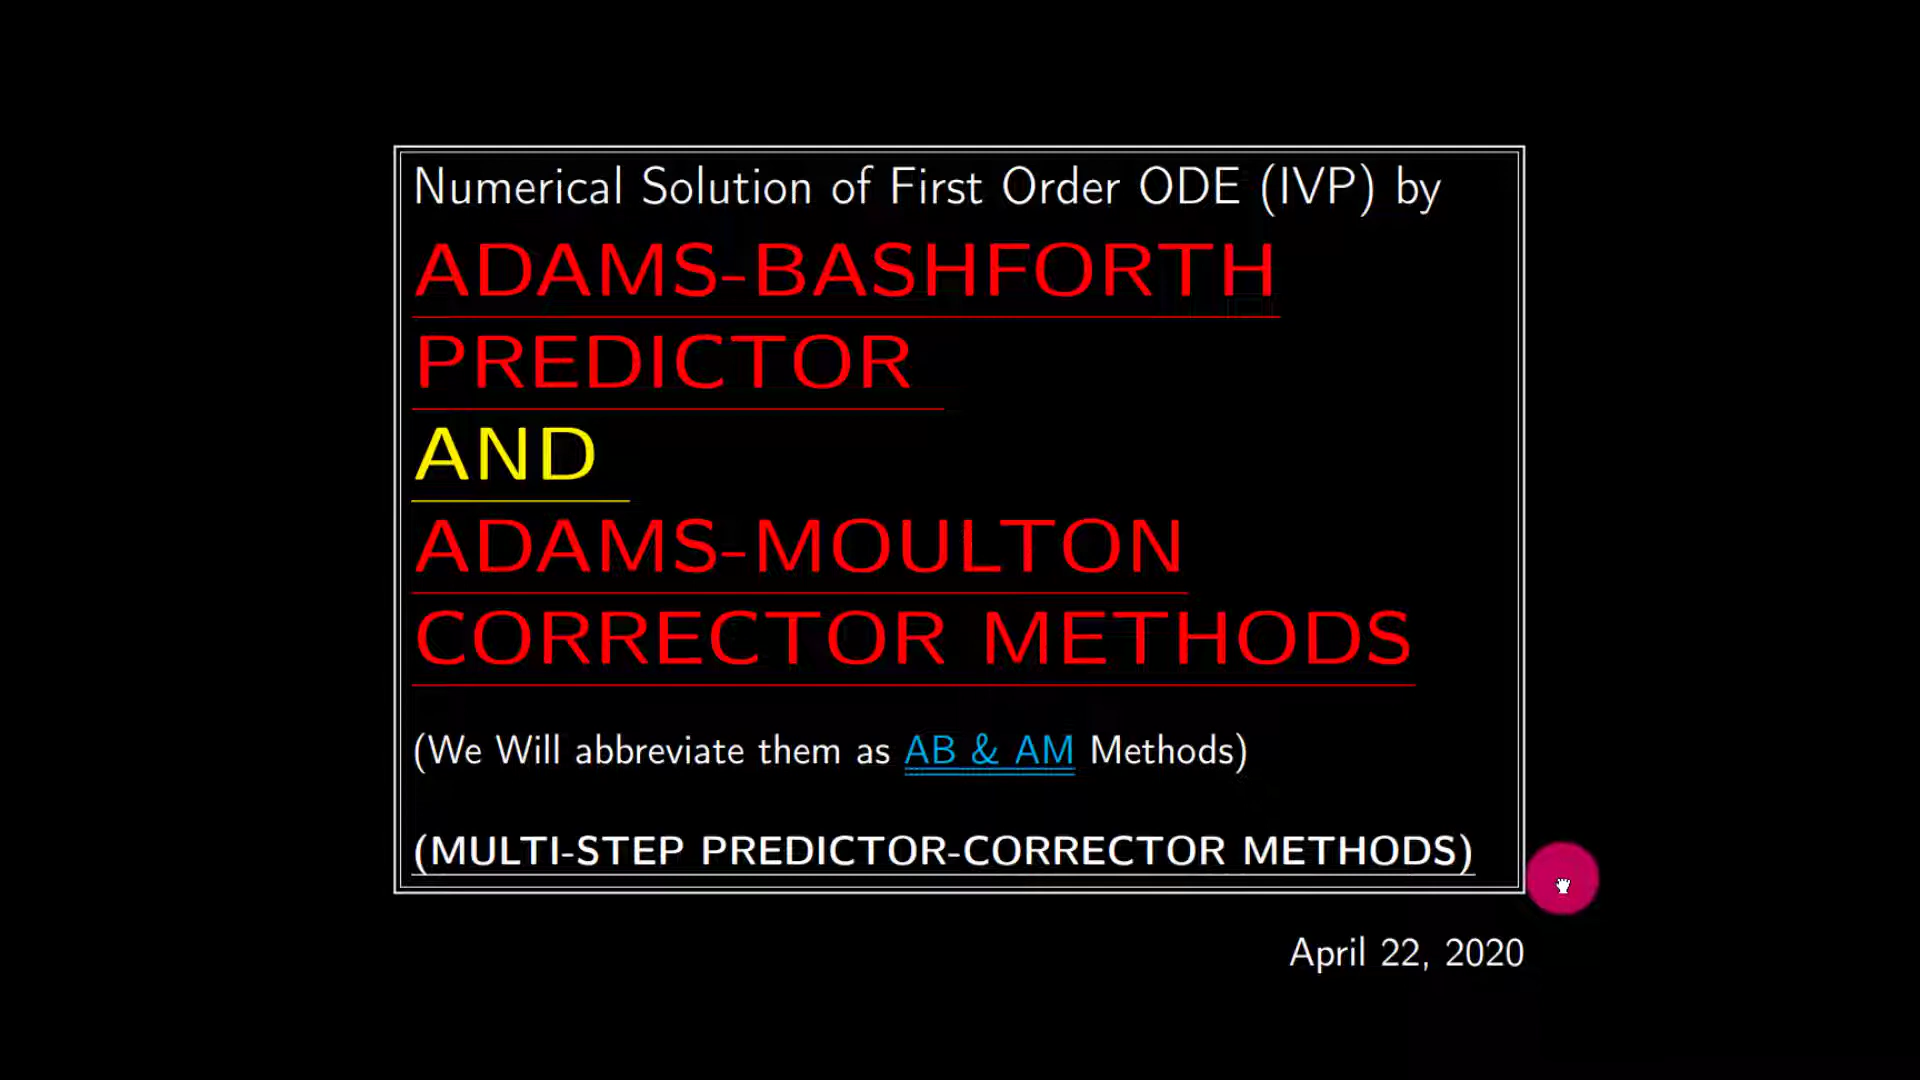 Numerical Solution of First Order ODE (IVP) by
ADAMS-BASHFORTH
PREDICTOR
AND
ADAMS-MOULTON
CORRECTOR METHODS
(We Will abbreviate them as AB & AM Methods)
(MULTI-STEP PREDICTOR-CORRECTOR METHODS)
April 22, 2020